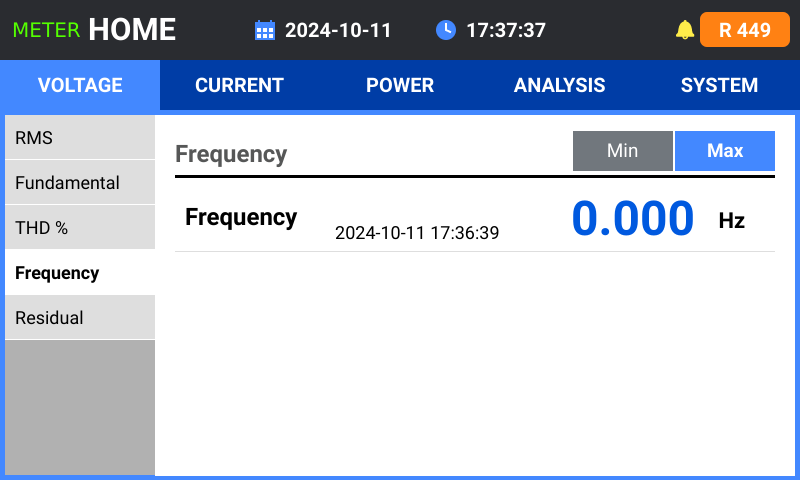 METER HOME 2024-10-11 17:37:37 R 449
VOLTAGE CURRENT POWER ANALYSIS SYSTEM
RMS
Fundamental
THD %
Frequency
Residual
Frequency Min Max
Frequency 2024-10-11 17:36:39 0.000 Hz